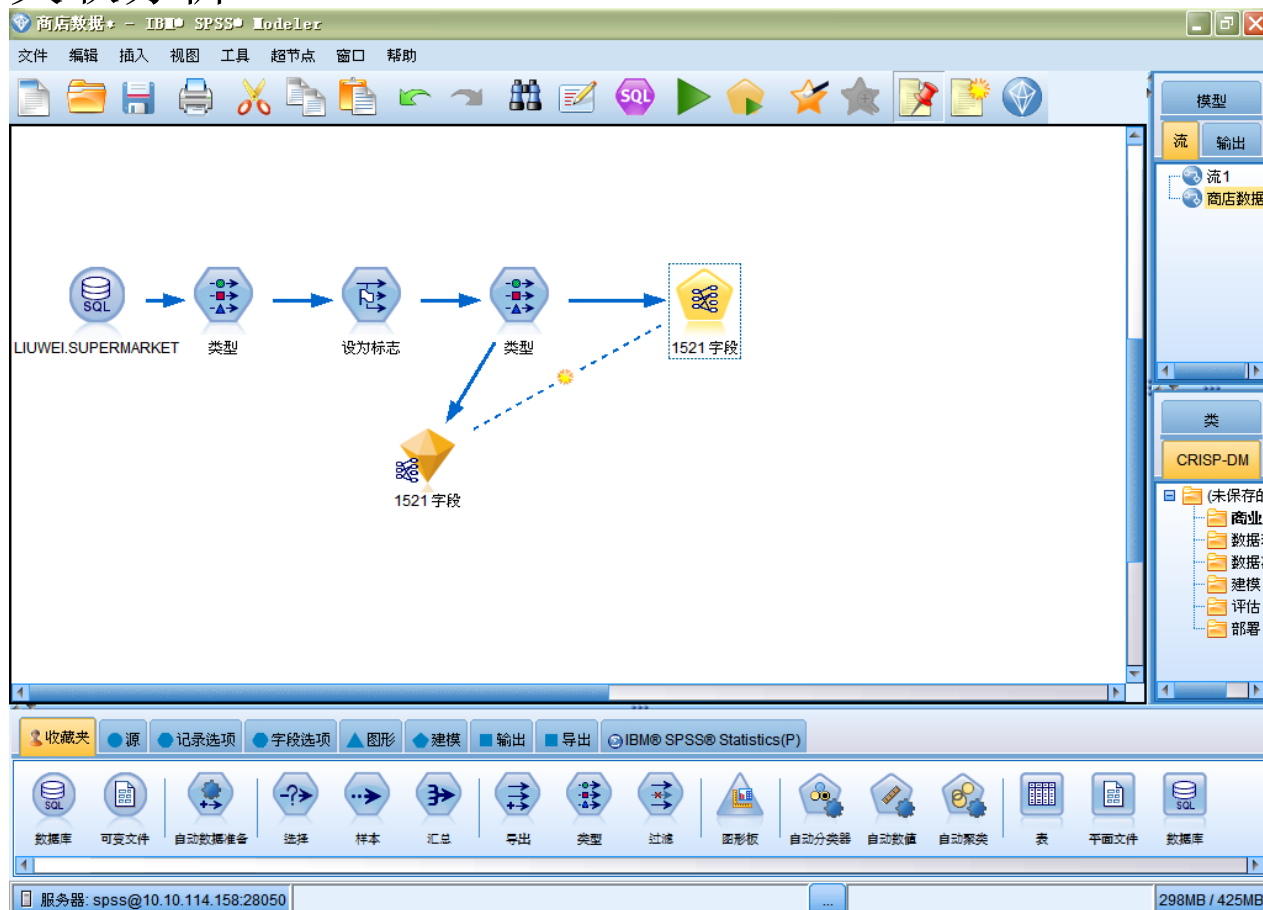 商店数据* - IBM® SPSS® Modeler
文件 编辑 插入 视图 工具 超节点 窗口 帮助
SQL
模型
流 输出
流1
商店数据
SQL
LIUWEI.SUPERMARKET 类型 设为标志 类型 1521 字段
1521 字段
类
CRISP-DM
(未保存的
商业
数据
数据
建模
评估
部署
收藏夹 源 记录选项 字段选项 图形 建模 输出 导出 IBM® SPSS® Statistics(P)
SQL
SQL
数据库 可变文件 自动数据准备 选择 样本 汇总 导出 类型 过滤 图形板 自动分类器 自动数值 自动聚类 表 平面文件 数据库
服务器: spss@10.10.114.158:28050 ... 298MB / 425MB